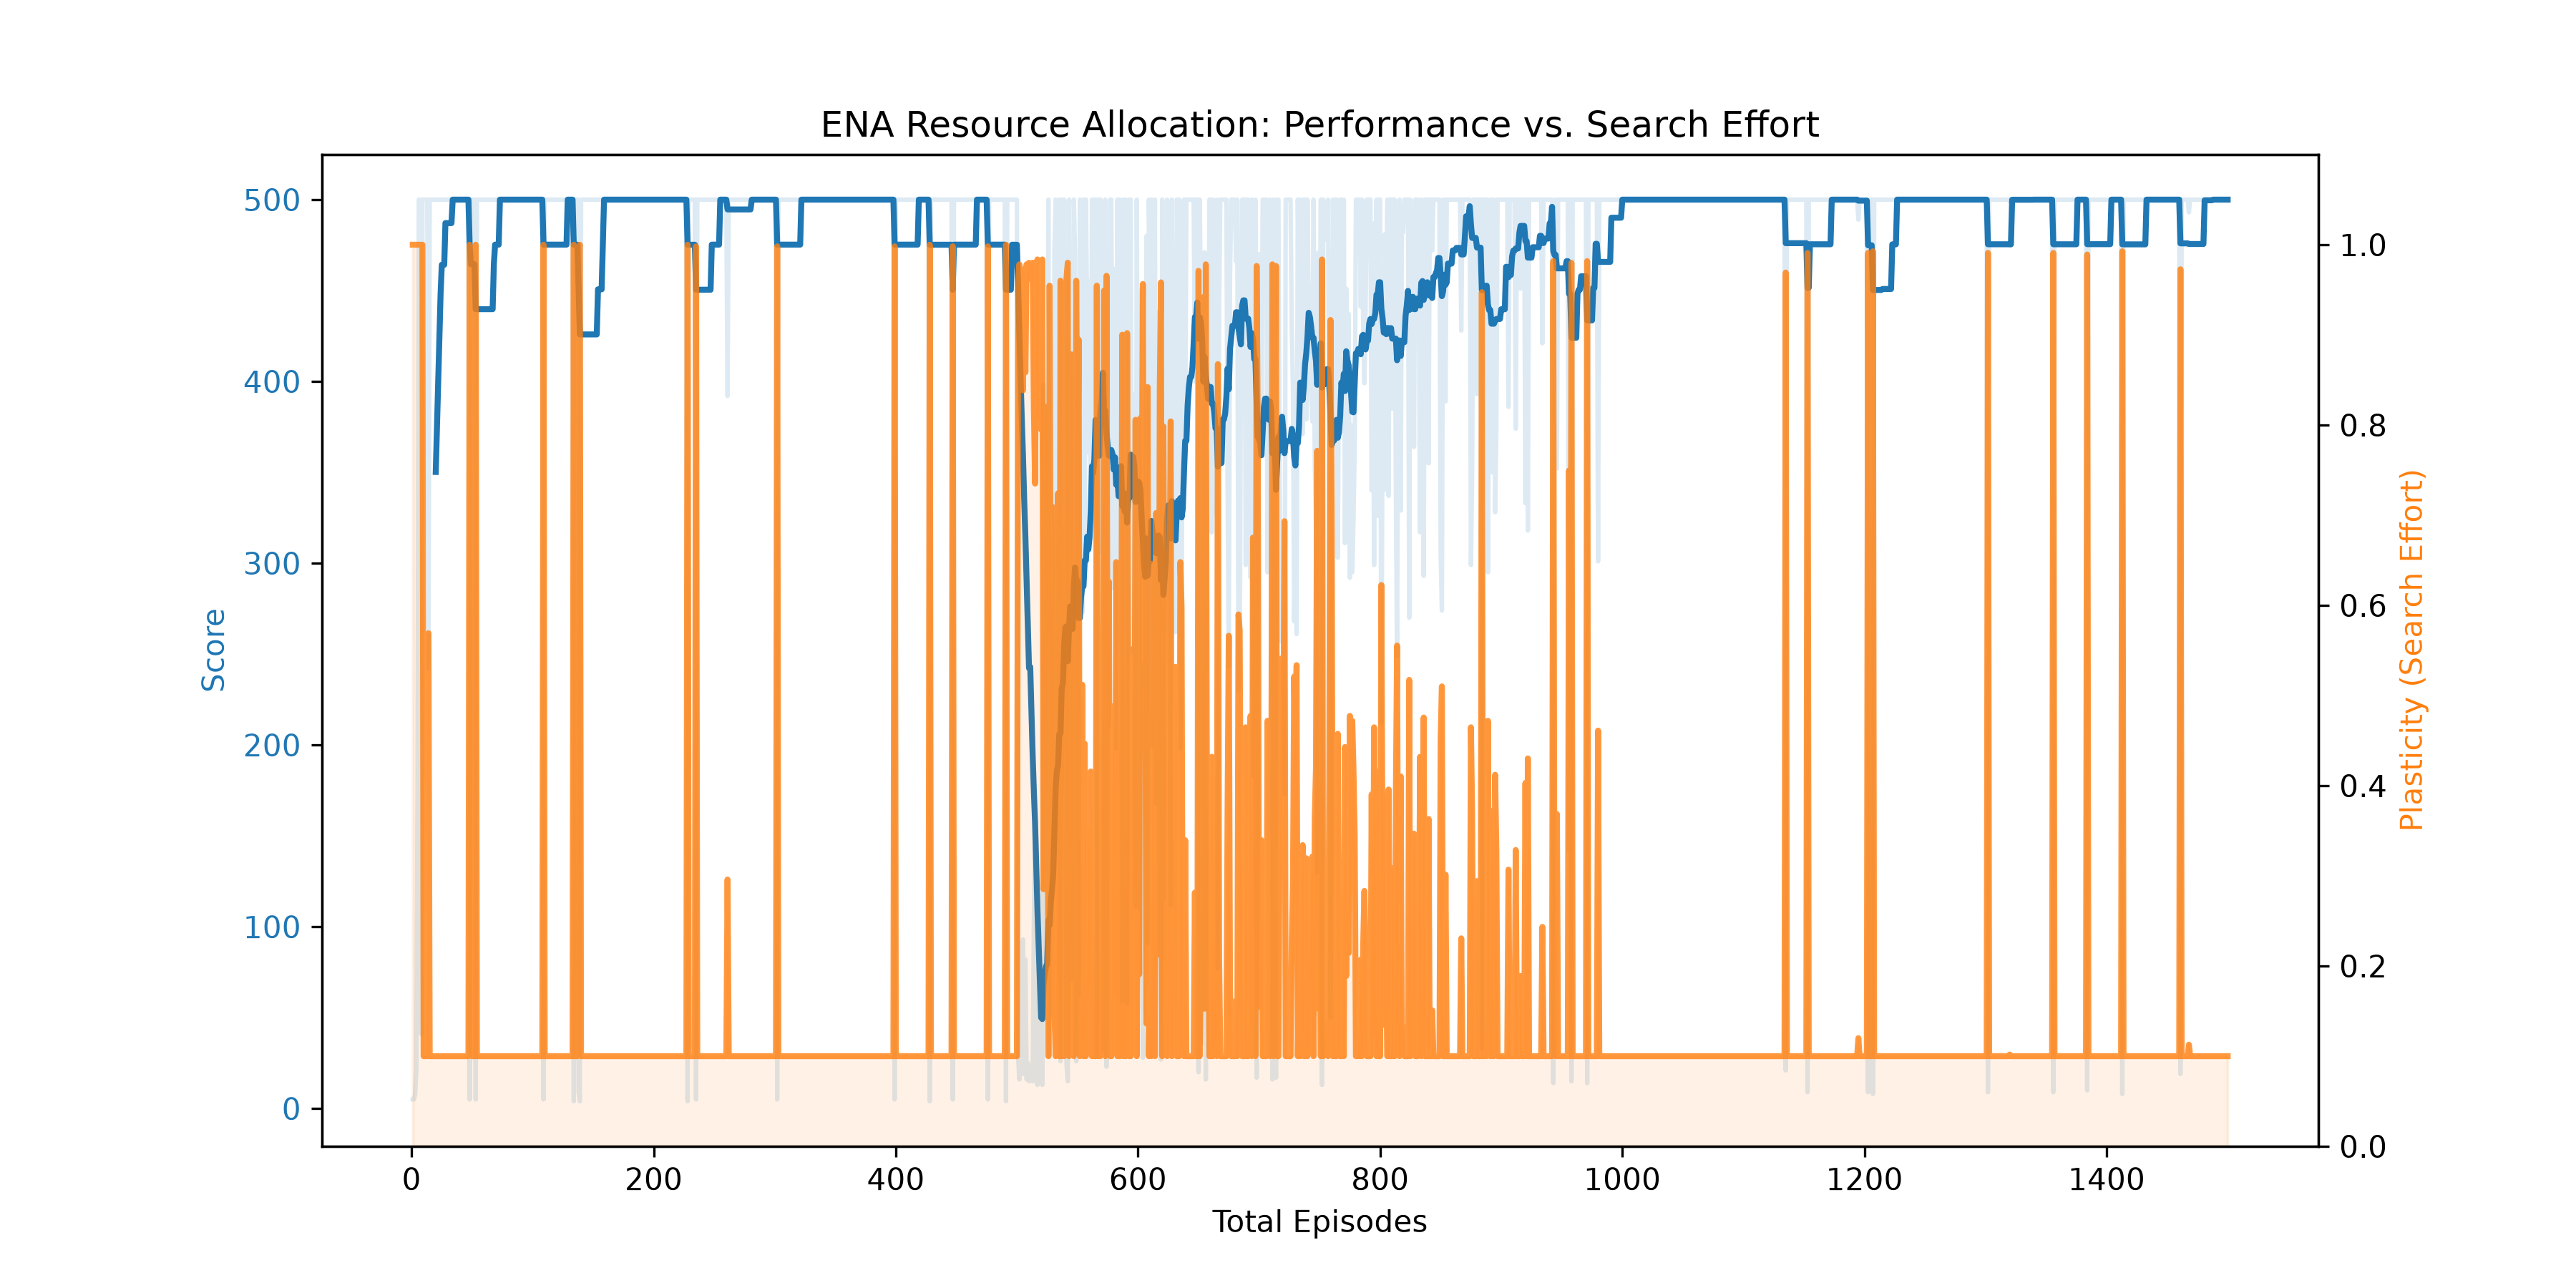 ENA Resource Allocation: Performance vs. Search Effort
500
400
300
200
100
0
Score
1.0
0.8
0.6
0.4
0.2
0.0
Plasticity (Search Effort)
0 200 400 600 800 1000 1200 1400
Total Episodes